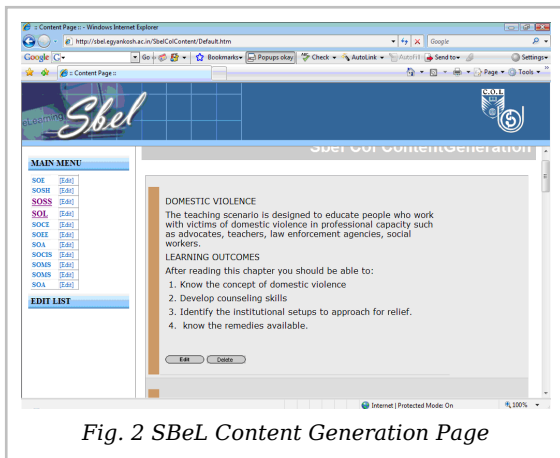 :: Content Page :: - Windows Internet Explorer
http://sbel.egyankosh.ac.in/SbelColContent/Default.htm
Google
Google G Go Bookmarks Popups okay Check AutoLink AutoFill Send to Settings
:: Content Page :: Page Tools
eLearning Sbel C.O.L
Sbel Col ContentGeneration
MAIN MENU
SOE [Edit]
SOSH [Edit]
SOSS [Edit]
SOL [Edit]
SOCE [Edit]
SOEE [Edit]
SOA [Edit]
SOCIS [Edit]
SOMS [Edit]
SOMS [Edit]
SOA [Edit]
EDIT LIST
DOMESTIC VIOLENCE
The teaching scenario is designed to educate people who work
with victims of domestic violence in professional capacity such
as advocates, teachers, law enforcement agencies, social
workers.
LEARNING OUTCOMES
After reading this chapter you should be able to:
1. Know the concept of domestic violence
2. Develop counseling skills
3. Identify the institutional setups to approach for relief.
4. know the remedies available.
Edit Delete
Internet | Protected Mode: On 100%
Fig. 2 SBeL Content Generation Page